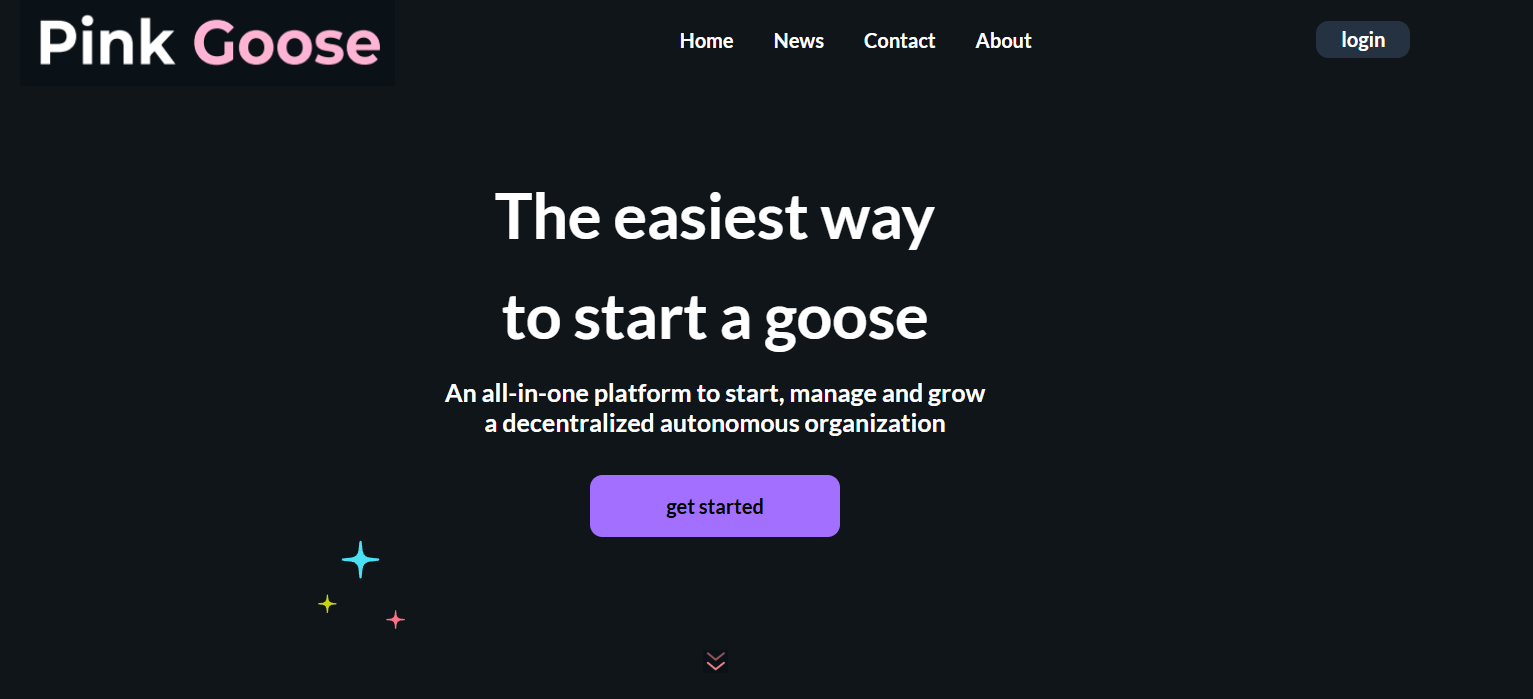 Pink Goose
Home News Contact About
login
The easiest way
to start a goose
An all-in-one platform to start, manage and grow
a decentralized autonomous organization
get started